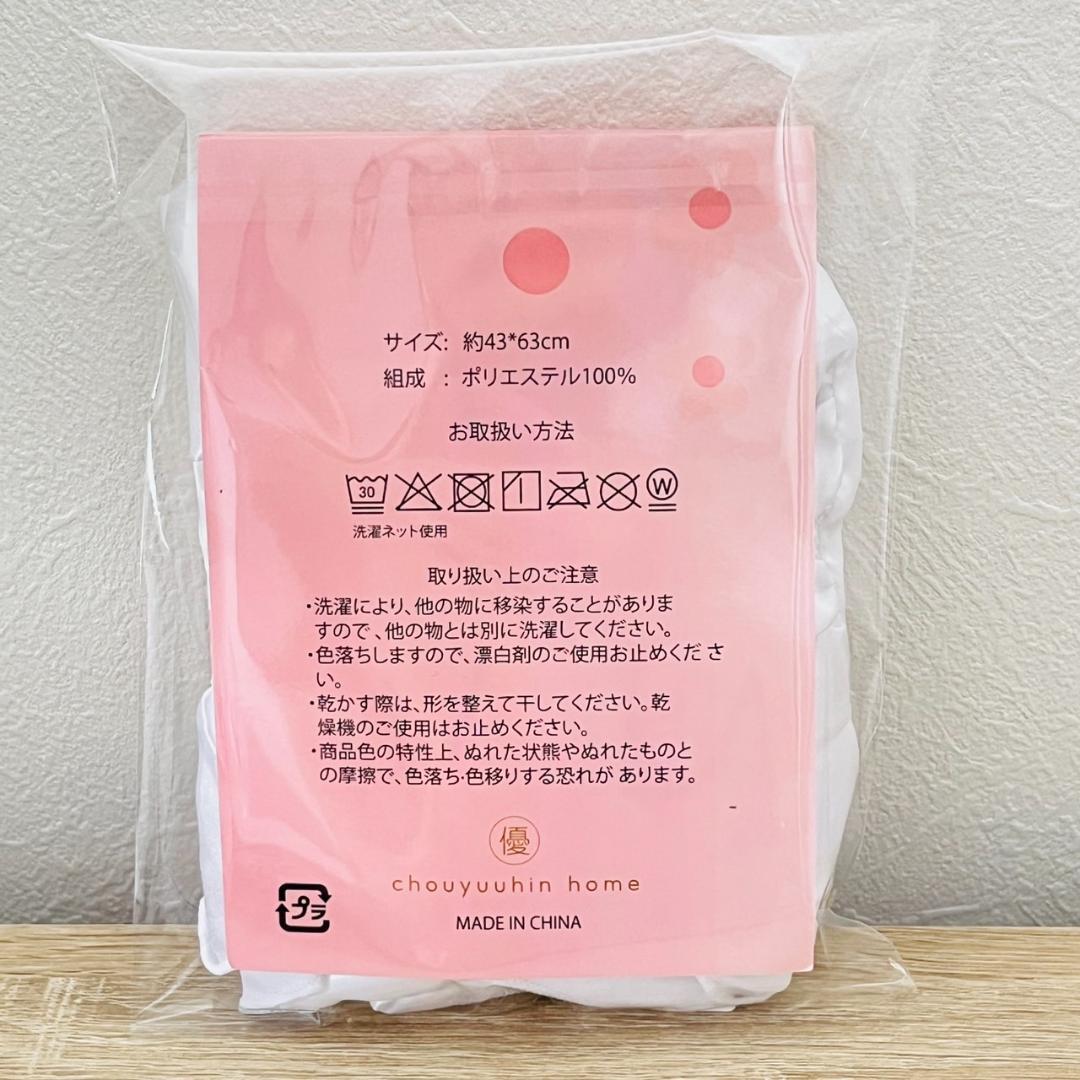 サイズ: 約43*63cm
組成 : ポリエステル100%
お取扱い方法
30
W
洗濯ネット使用
取り扱い上のご注意
・洗濯により、他の物に移染することがありま
すので、他の物とは別に洗濯してください。
・色落ちしますので、漂白剤のご使用お止めくださ
い。
・乾かす際は、形を整えて干してください。乾
燥機のご使用はお止めください。
・商品色の特性上、ぬれた状態やぬれたものと
の摩擦で、色落ち・色移りする恐れが あります。
優
chouyuuhin home
プラ
MADE IN CHINA